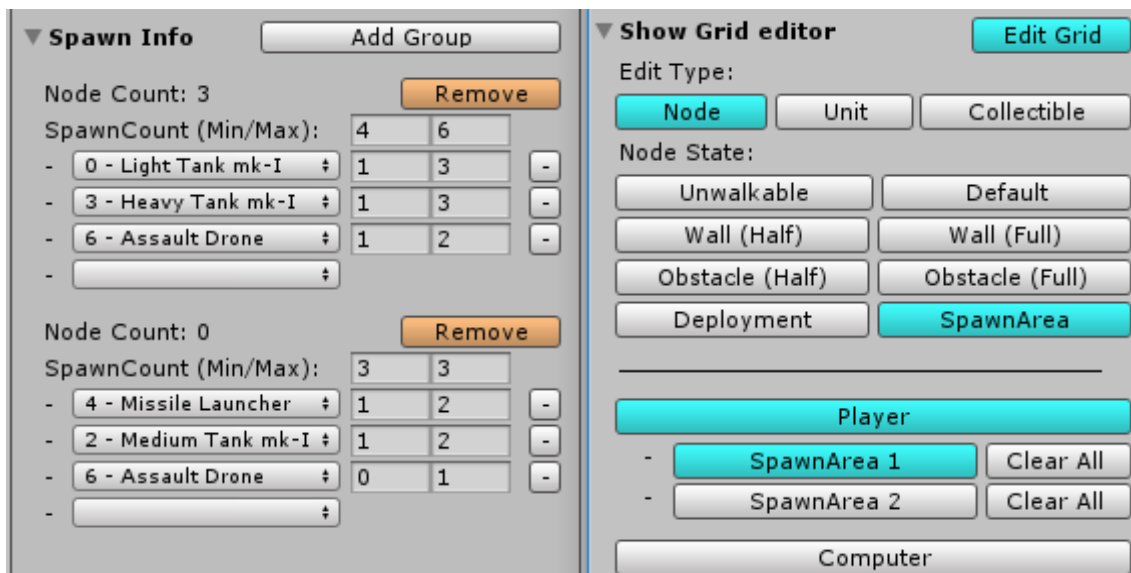 Spawn Info Add Group
Node Count: 3 Remove
SpawnCount (Min/Max): 4 6
- 0 - Light Tank mk-I 1 3 -
- 3 - Heavy Tank mk-I 1 3 -
- 6 - Assault Drone 1 2 -
-
Node Count: 0 Remove
SpawnCount (Min/Max): 3 3
- 4 - Missile Launcher 1 2 -
- 2 - Medium Tank mk-I 1 2 -
- 6 - Assault Drone 0 1 -
-
Show Grid editor Edit Grid
Edit Type:
Node Unit Collectible
Node State:
Unwalkable Default
Wall (Half) Wall (Full)
Obstacle (Half) Obstacle (Full)
Deployment SpawnArea
Player
- SpawnArea 1 Clear All
- SpawnArea 2 Clear All
Computer